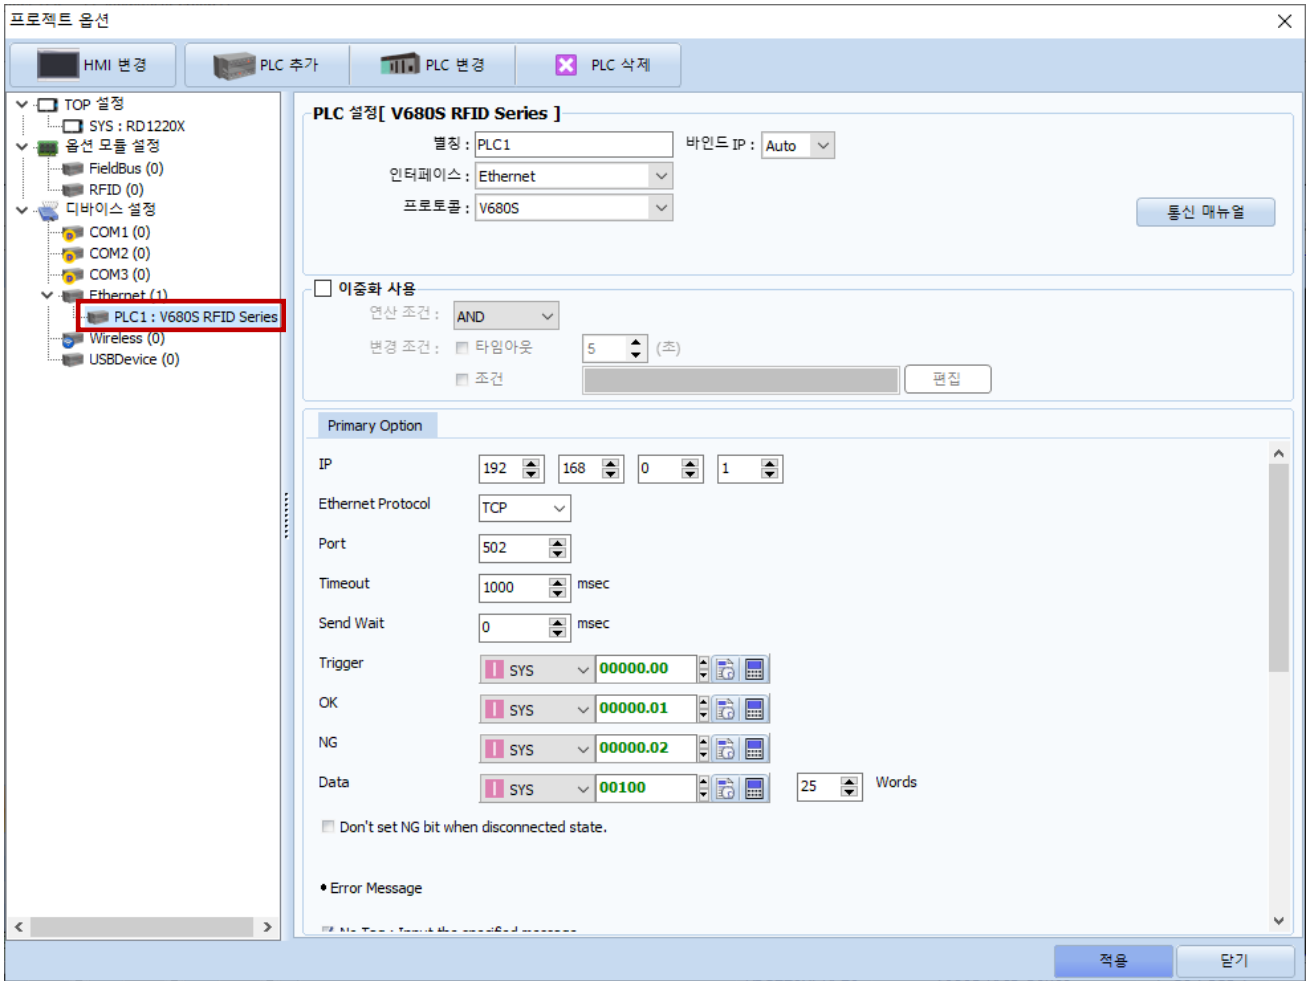 프로젝트 옵션
HMI 변경
PLC 추가
PLC 변경
PLC 삭제
TOP 설정
SYS : RD1220X
옵션 모듈 설정
FieldBus (0)
RFID (0)
디바이스 설정
COM1 (0)
COM2 (0)
COM3 (0)
Ethernet (1)
PLC1 : V680S RFID Series
Wireless (0)
USBDevice (0)
PLC 설정[ V680S RFID Series ]
별칭 : PLC1 바인드 IP : Auto
인터페이스 : Ethernet
프로토콜 : V680S
통신 매뉴얼
이중화 사용
연산 조건 : AND
변경 조건 : 타임아웃 5 (초)
조건 편집
Primary Option
IP 192 168 0 1
Ethernet Protocol TCP
Port 502
Timeout 1000 msec
Send Wait 0 msec
Trigger SYS 00000.00
OK SYS 00000.01
NG SYS 00000.02
Data SYS 00100 25 Words
Don't set NG bit when disconnected state.
• Error Message
No Tag : Input the specified message
적용 닫기